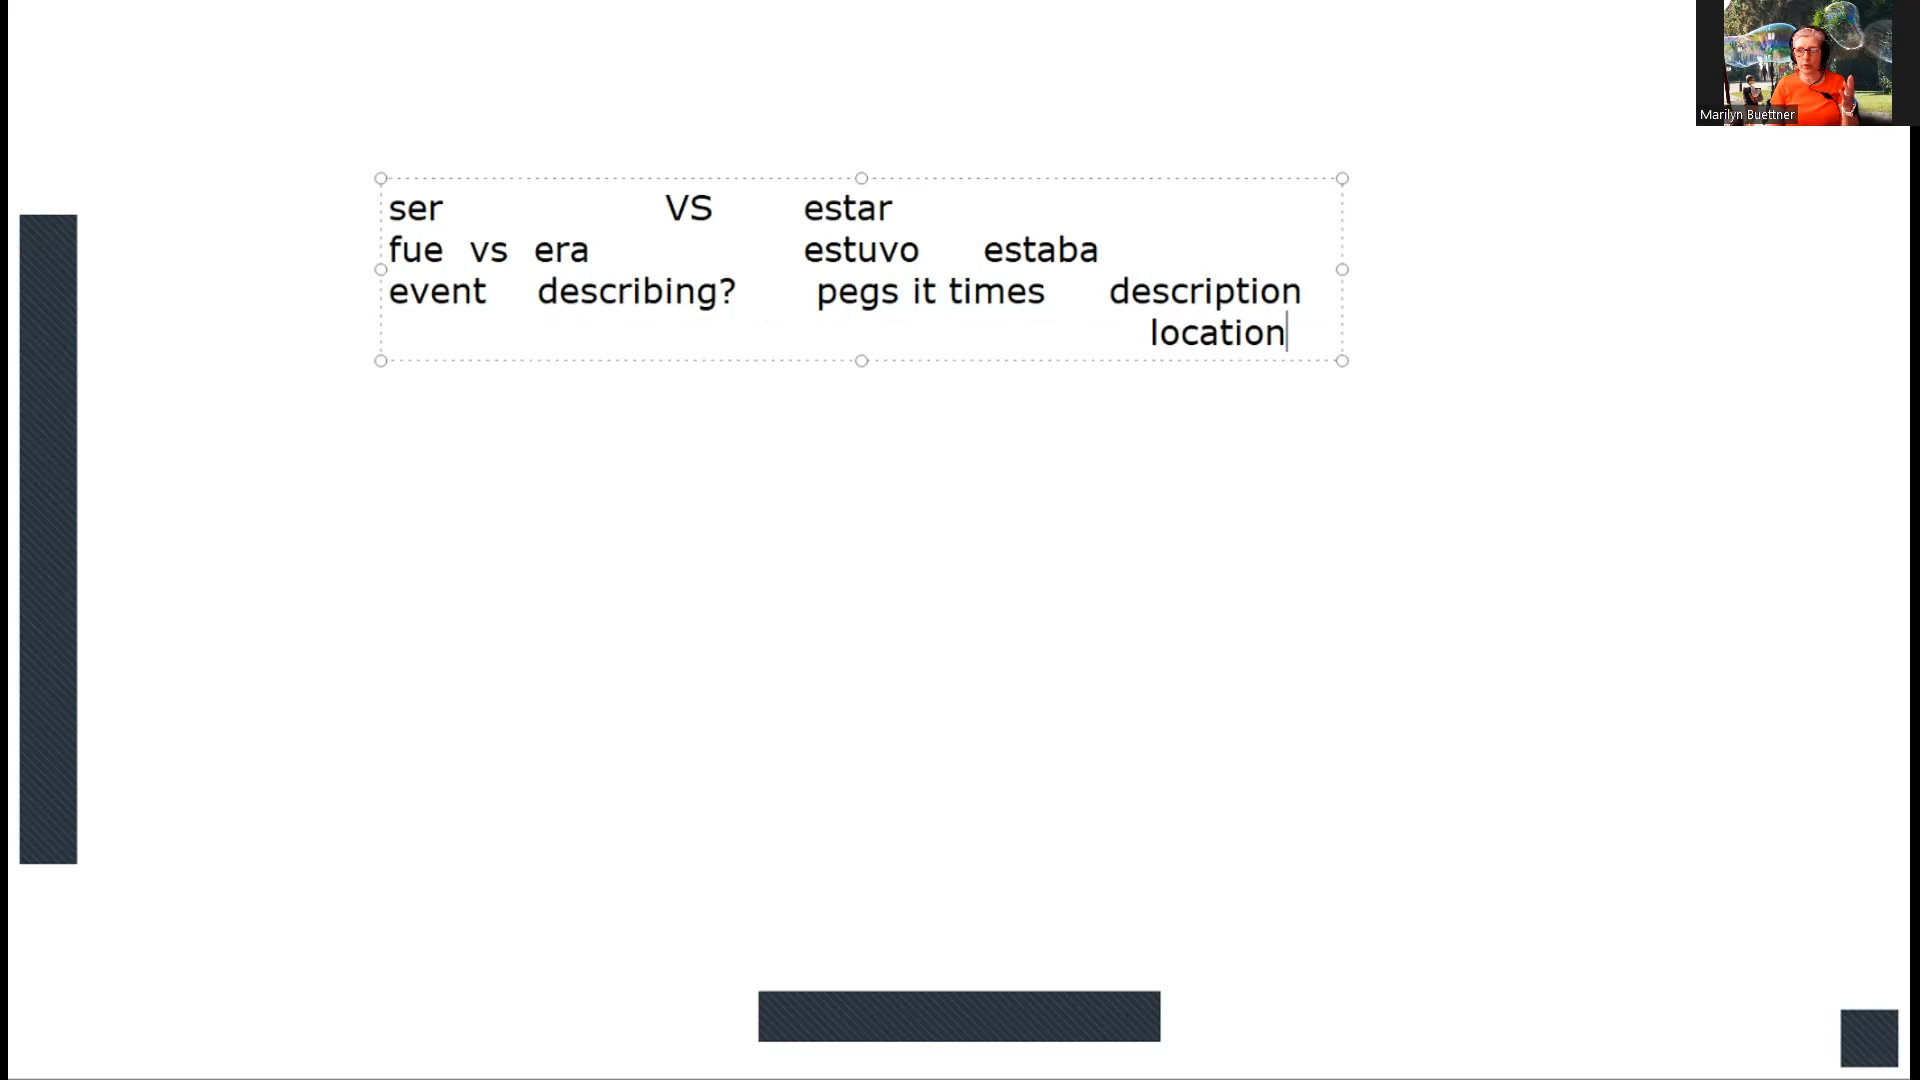 Marilyn Buettner
ser VS estar
fue vs era estuvo estaba
event describing? pegs it times description
location